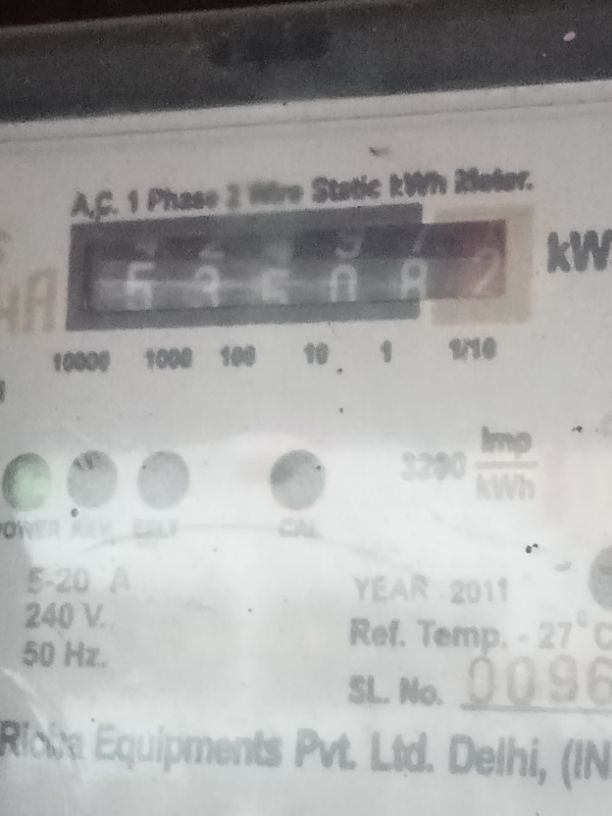 A.C. 1 Phase 2 Wire Static kWh Meter.
kW
10000 1000 100 10 1 1/10
3200 Imp
kWh
POWER REV. CAL
5-20 A
240 V.
50 Hz.
YEAR 2011
Ref. Temp. - 27°C
SL. No. 0096
Equipments Pvt. Ltd. Delhi, (IN